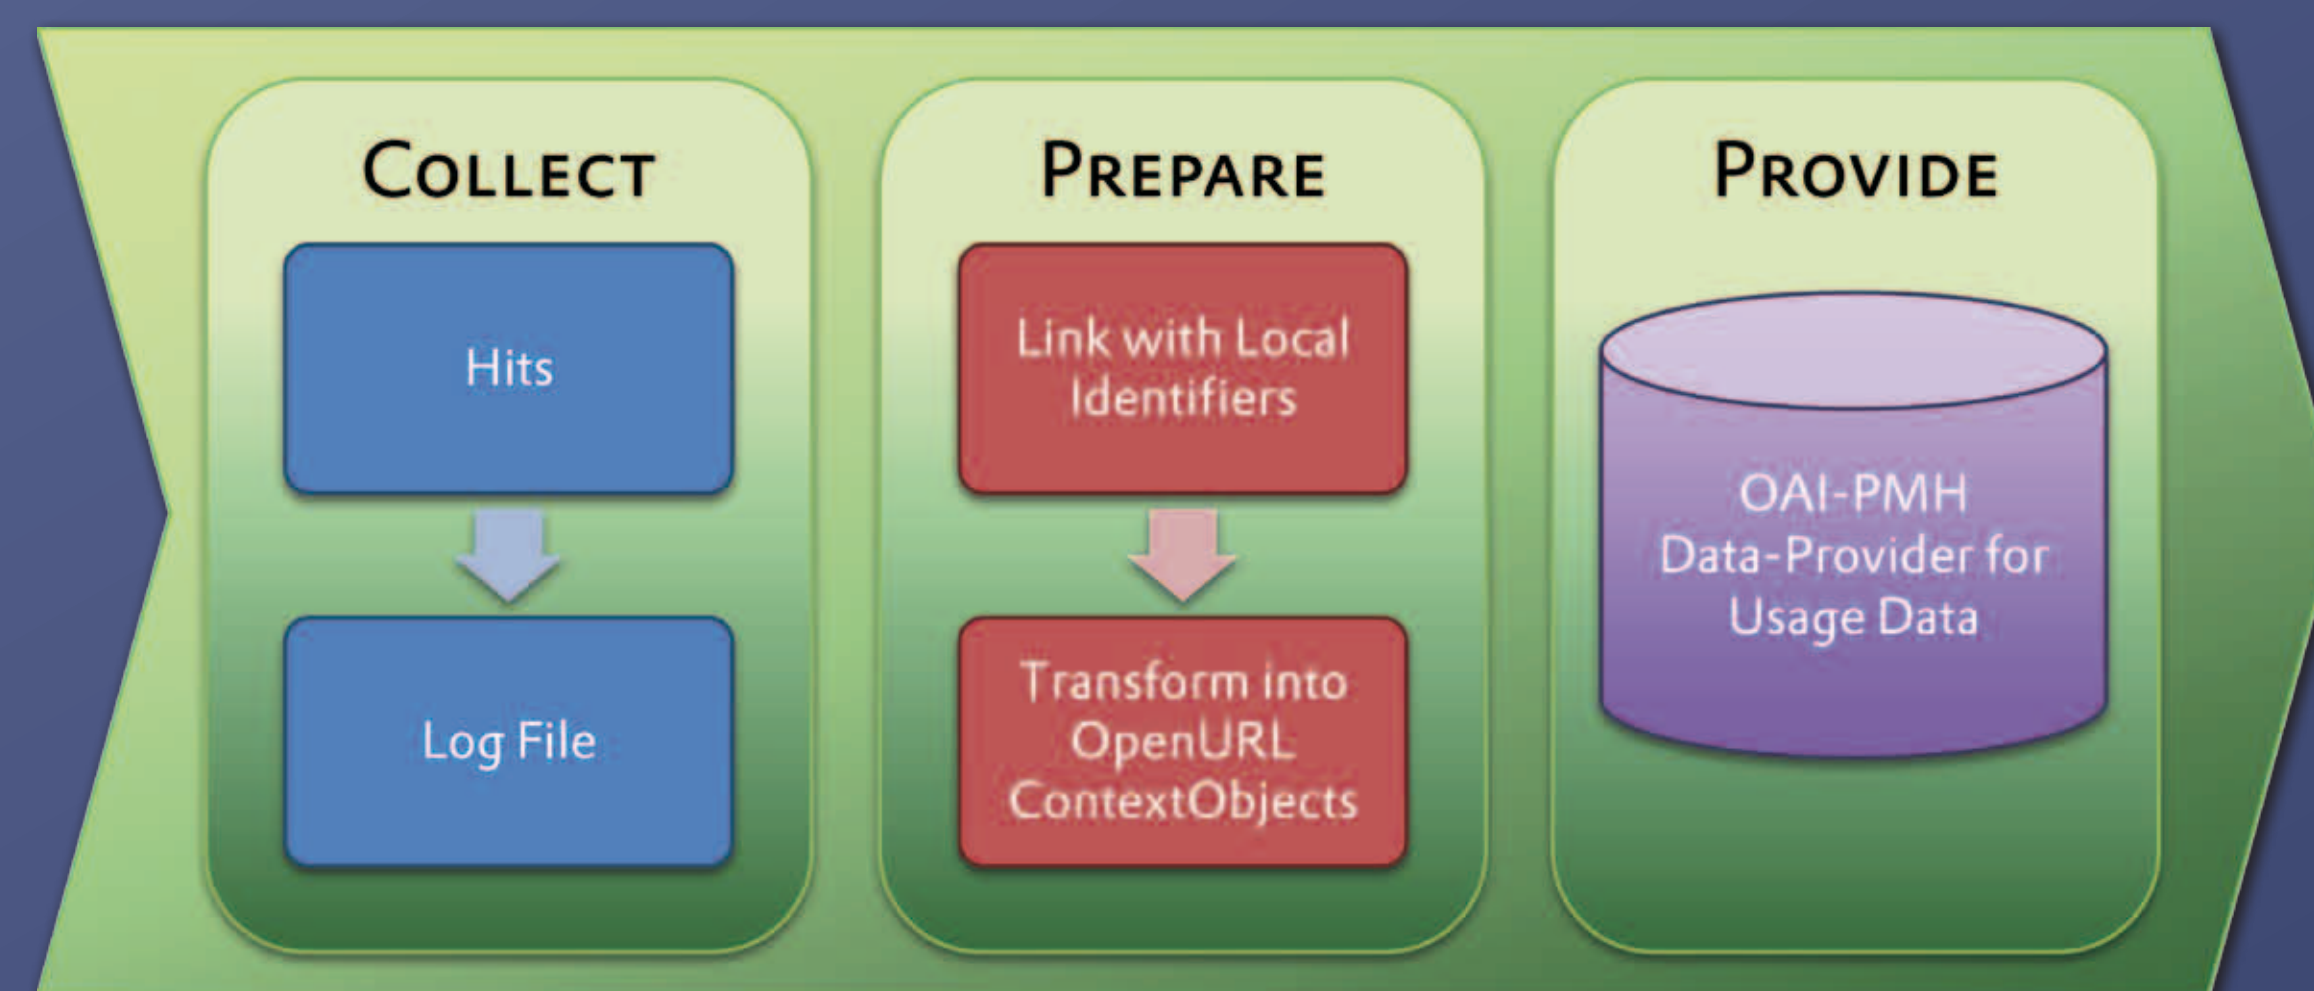 COLLECT
Hits
Log File
PREPARE
Link with Local
Identifiers
Transform into
OpenURL
ContextObjects
PROVIDE
OAI-PMH
Data-Provider for
Usage Data